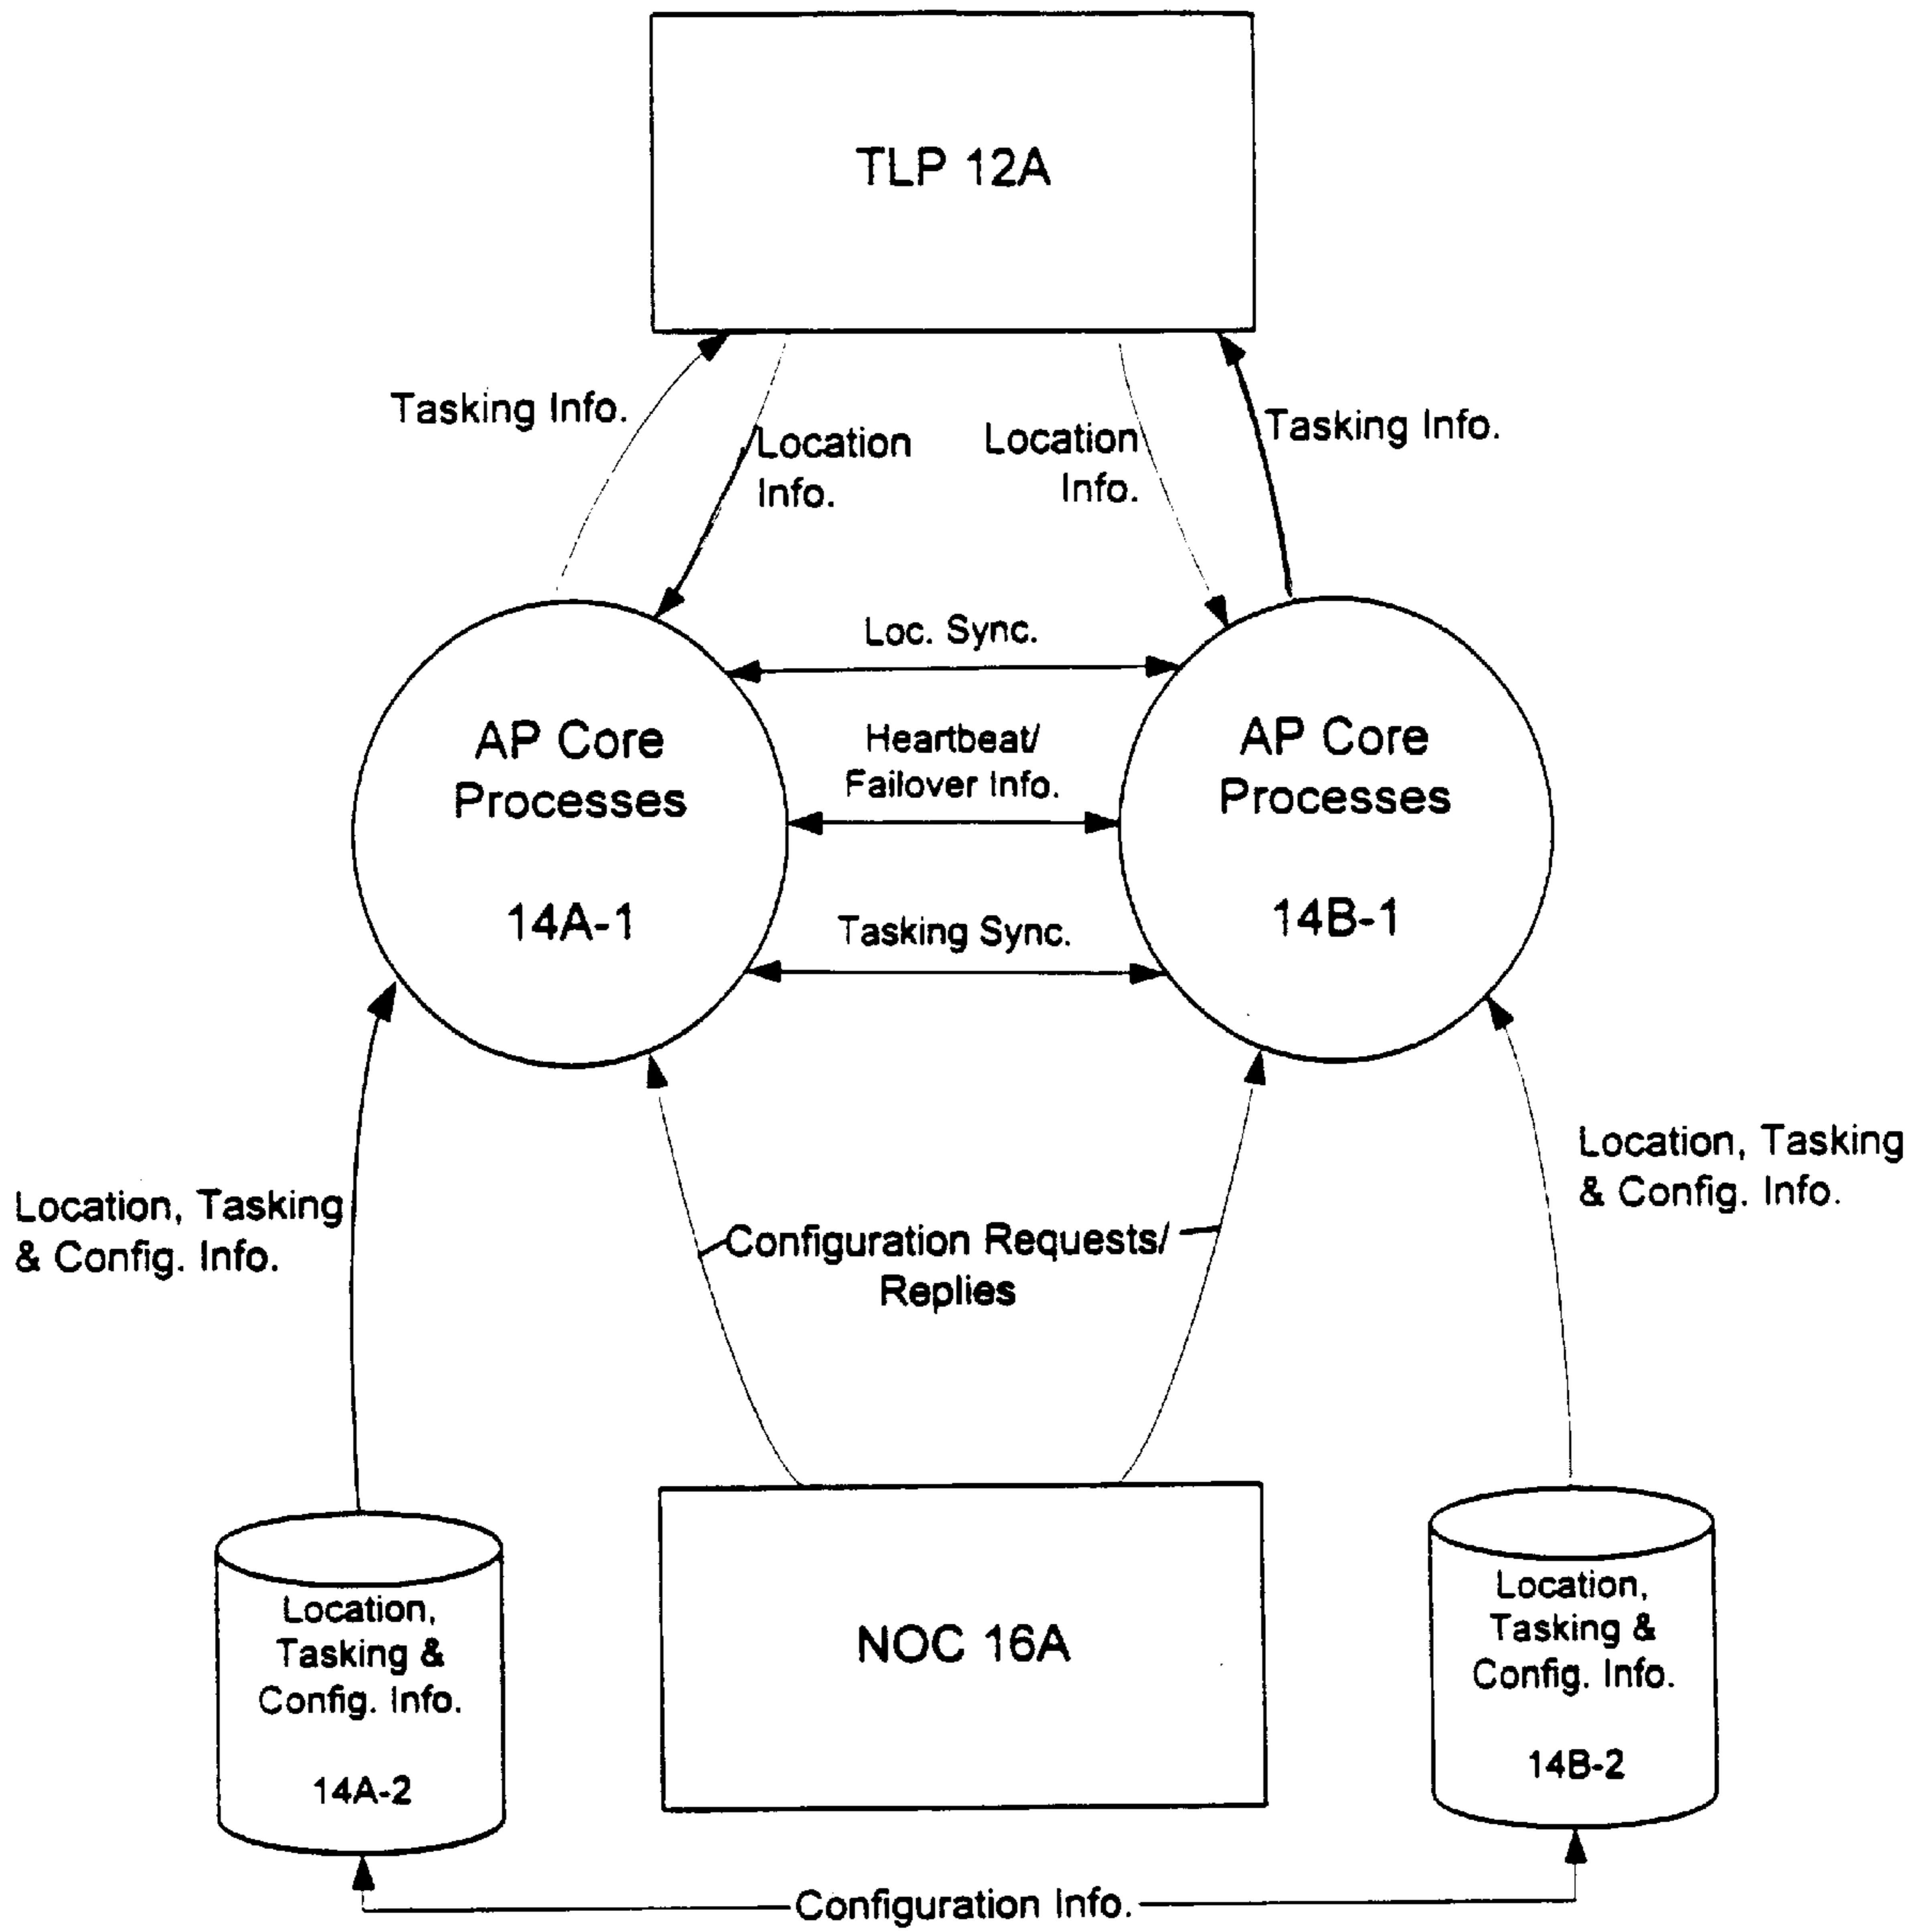 TLP 12A
Tasking Info.
Location
Info.
Location
Info.
Tasking Info.
Loc. Sync.
AP Core
Processes
14A-1
Heartbeat/
Failover Info.
AP Core
Processes
14B-1
Tasking Sync.
Location, Tasking
& Config. Info.
Configuration Requests/
Replies
Location, Tasking
& Config. Info.
Location,
Tasking &
Config. Info.
14A-2
NOC 16A
Location,
Tasking &
Config. Info.
14B-2
Configuration Info.